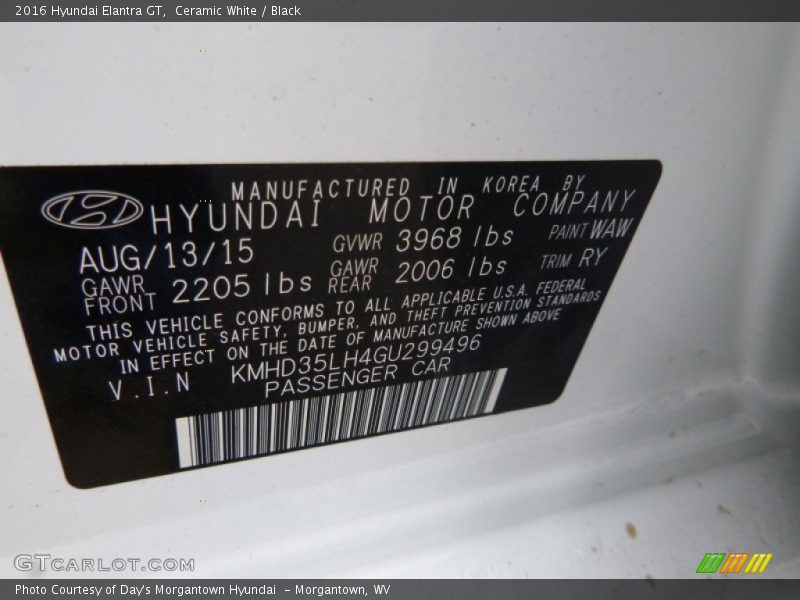 2016 Hyundai Elantra GT,  Ceramic White / Black
MANUFACTURED IN KOREA BY
HYUNDAI MOTOR COMPANY
AUG/13/15 GVWR 3968 lbs PAINT WAW
GAWR FRONT 2205 lbs GAWR REAR 2006 lbs TRIM RY
THIS VEHICLE CONFORMS TO ALL APPLICABLE U.S.A. FEDERAL
MOTOR VEHICLE SAFETY, BUMPER, AND THEFT PREVENTION STANDARDS
IN EFFECT ON THE DATE OF MANUFACTURE SHOWN ABOVE
V.I.N KMHD35LH4GU299496
PASSENGER CAR
GTCARLOT.COM
Photo Courtesy of Day's Morgantown Hyundai  - Morgantown, WV